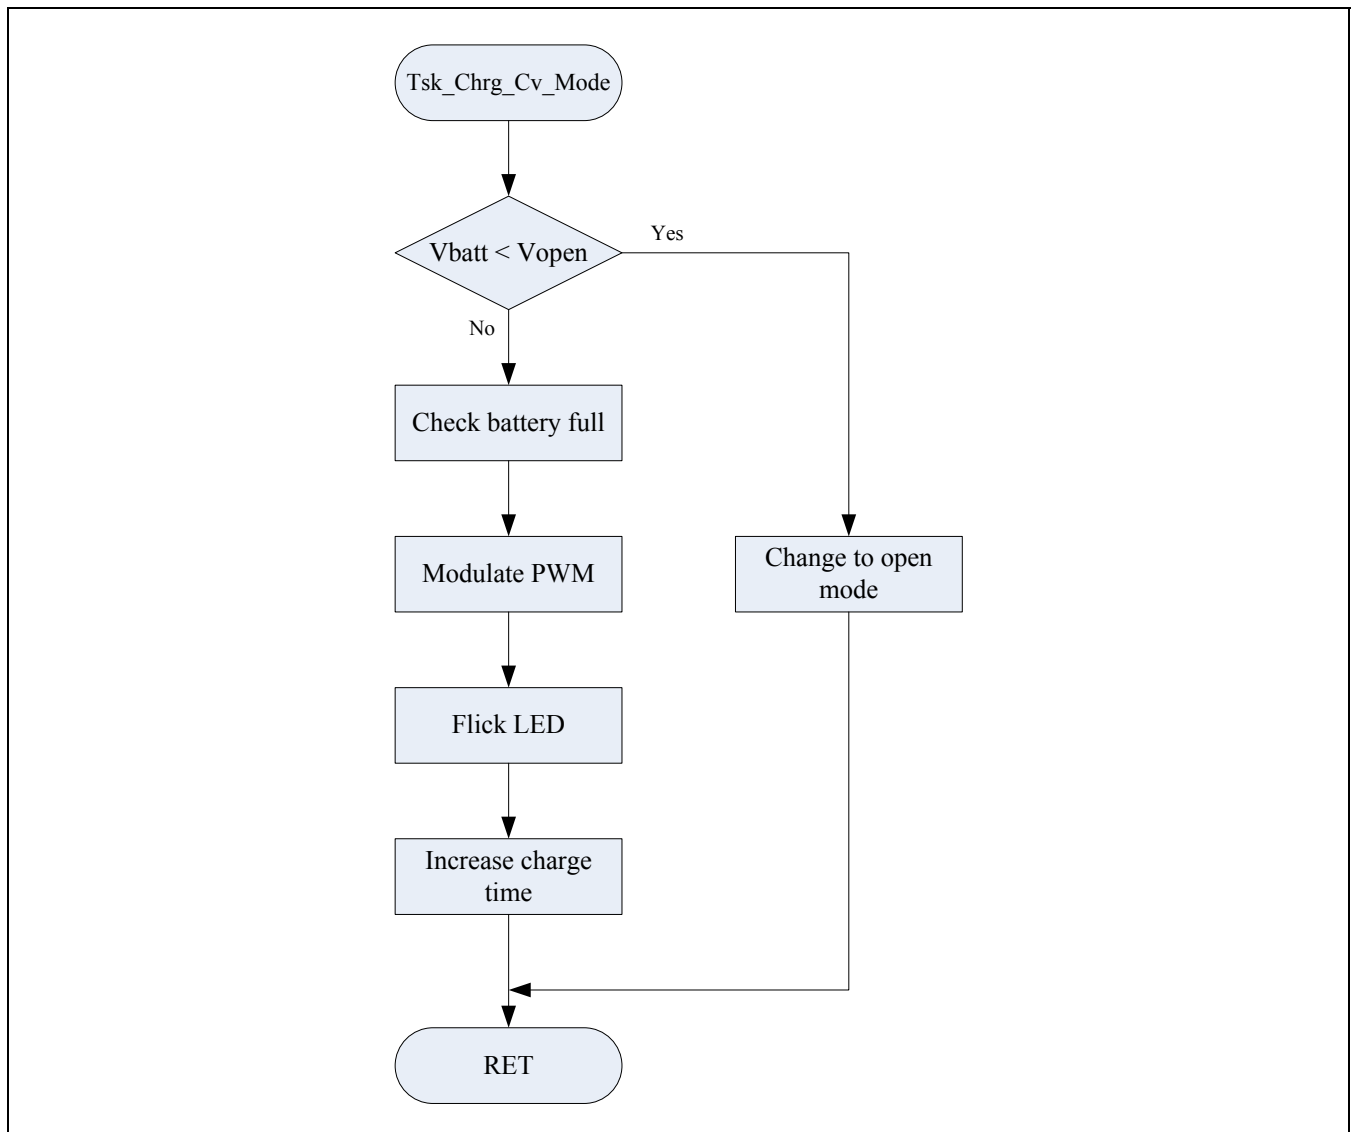 Tsk_Chrg_Cv_Mode
Vbatt < Vopen
Yes
No
Check battery full
Modulate PWM
Change to open
mode
Flick LED
Increase charge
time
RET